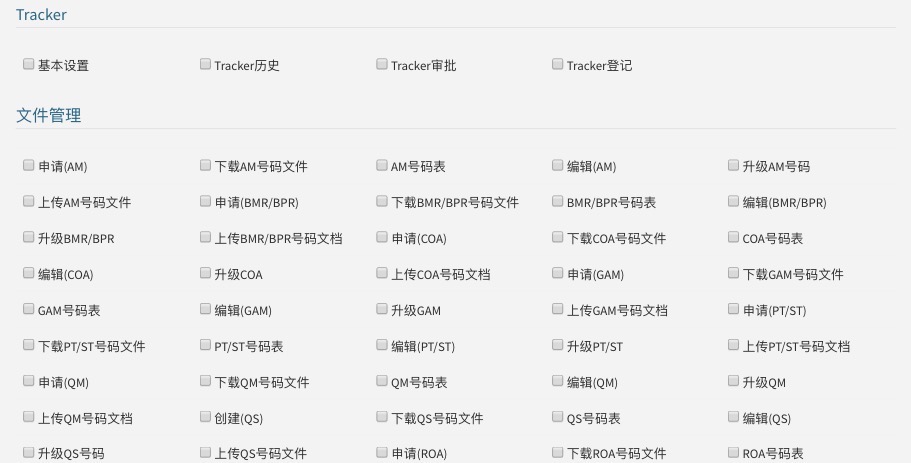 Tracker
基本设置 Tracker历史 Tracker审批 Tracker登记
文件管理
申请(AM) 下载AM号码文件 AM号码表 编辑(AM) 升级AM号码
上传AM号码文件 申请(BMR/BPR) 下载BMR/BPR号码文件 BMR/BPR号码表 编辑(BMR/BPR)
升级BMR/BPR 上传BMR/BPR号码文档 申请(COA) 下载COA号码文件 COA号码表
编辑(COA) 升级COA 上传COA号码文档 申请(GAM) 下载GAM号码文件
GAM号码表 编辑(GAM) 升级GAM 上传GAM号码文档 申请(PT/ST)
下载PT/ST号码文件 PT/ST号码表 编辑(PT/ST) 升级PT/ST 上传PT/ST号码文档
申请(QM) 下载QM号码文件 QM号码表 编辑(QM) 升级QM
上传QM号码文档 创建(QS) 下载QS号码文件 QS号码表 编辑(QS)
升级QS号码 上传QS号码文件 申请(ROA) 下载ROA号码文件 ROA号码表